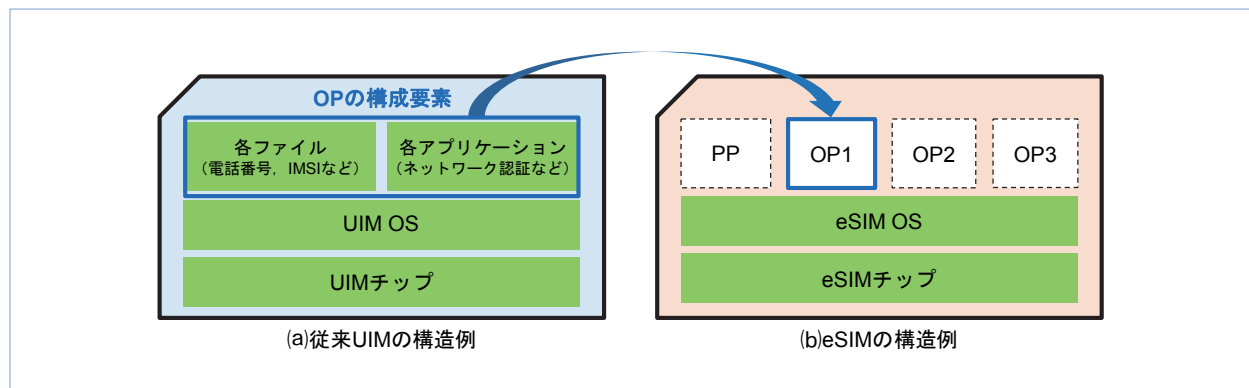 OPの構成要素
各ファイル
（電話番号，IMSIなど）
各アプリケーション
（ネットワーク認証など）
UIM OS
UIMチップ
(a)従来UIMの構造例
PP
OP1
OP2
OP3
eSIM OS
eSIMチップ
(b)eSIMの構造例